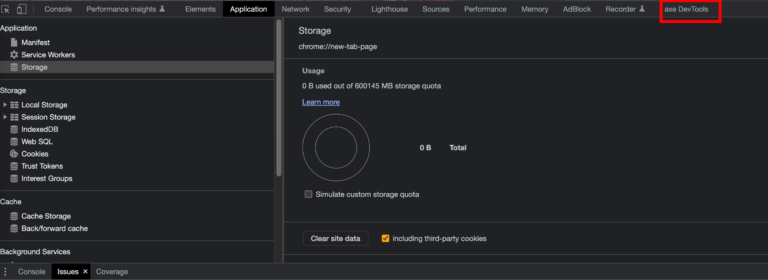 Console Performance insights Elements Application Network Security Lighthouse Sources Performance Memory AdBlock Recorder axe DevTools
Application
Manifest
Service Workers
Storage
Storage
Local Storage
Session Storage
IndexedDB
Web SQL
Cookies
Trust Tokens
Interest Groups
Cache
Cache Storage
Back/forward cache
Background Services
Storage
chrome://new-tab-page
Usage
0 B used out of 600145 MB storage quota
Learn more
0 B Total
Simulate custom storage quota
Clear site data including third-party cookies
Console Issues × Coverage